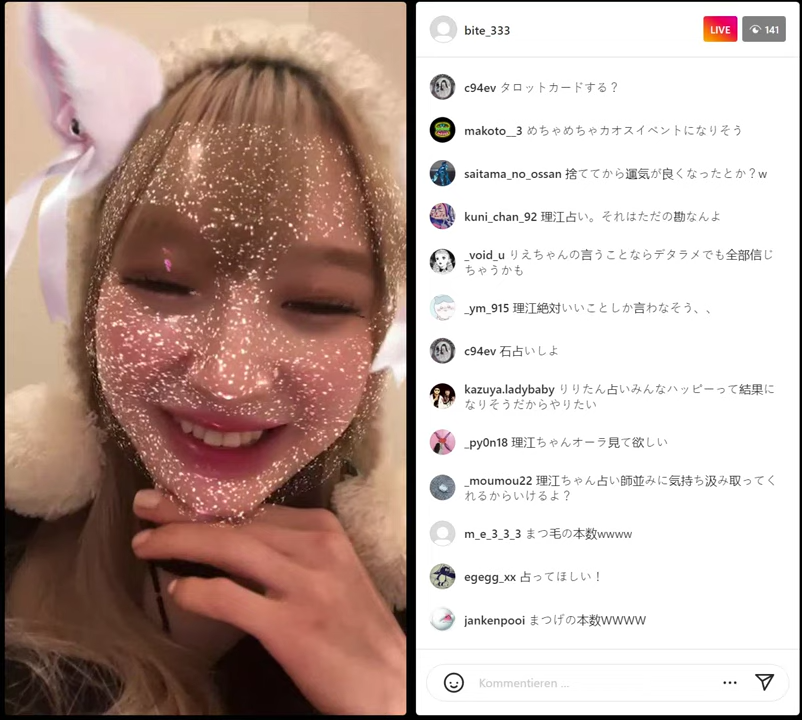 bite_333
LIVE
141
c94ev タロットカードする？
makoto__3 めちゃめちゃカオスイベントになりそう
saitama_no_ossan 捨ててから運気が良くなったとか？w
kuni_chan_92 理江占い。それはただの勘なんよ
_void_u りえちゃんの言うことならデタラメでも全部信じ
ちゃうかも
_ym_915 理江絶対いいことしか言わなそう、、
c94ev 石占いしよ
kazuya.ladybaby りりたん占いみんなハッピーって結果に
なりそうだからやりたい
_py0n18 理江ちゃんオーラ見て欲しい
_moumou22 理江ちゃん占い師並みに気持ち汲み取ってく
れるからいけるよ？
m_e_3_3_3 まつ毛の本数wwww
egegg_xx 占ってほしい！
jankenpooi まつげの本数WWWW
Kommentieren ...